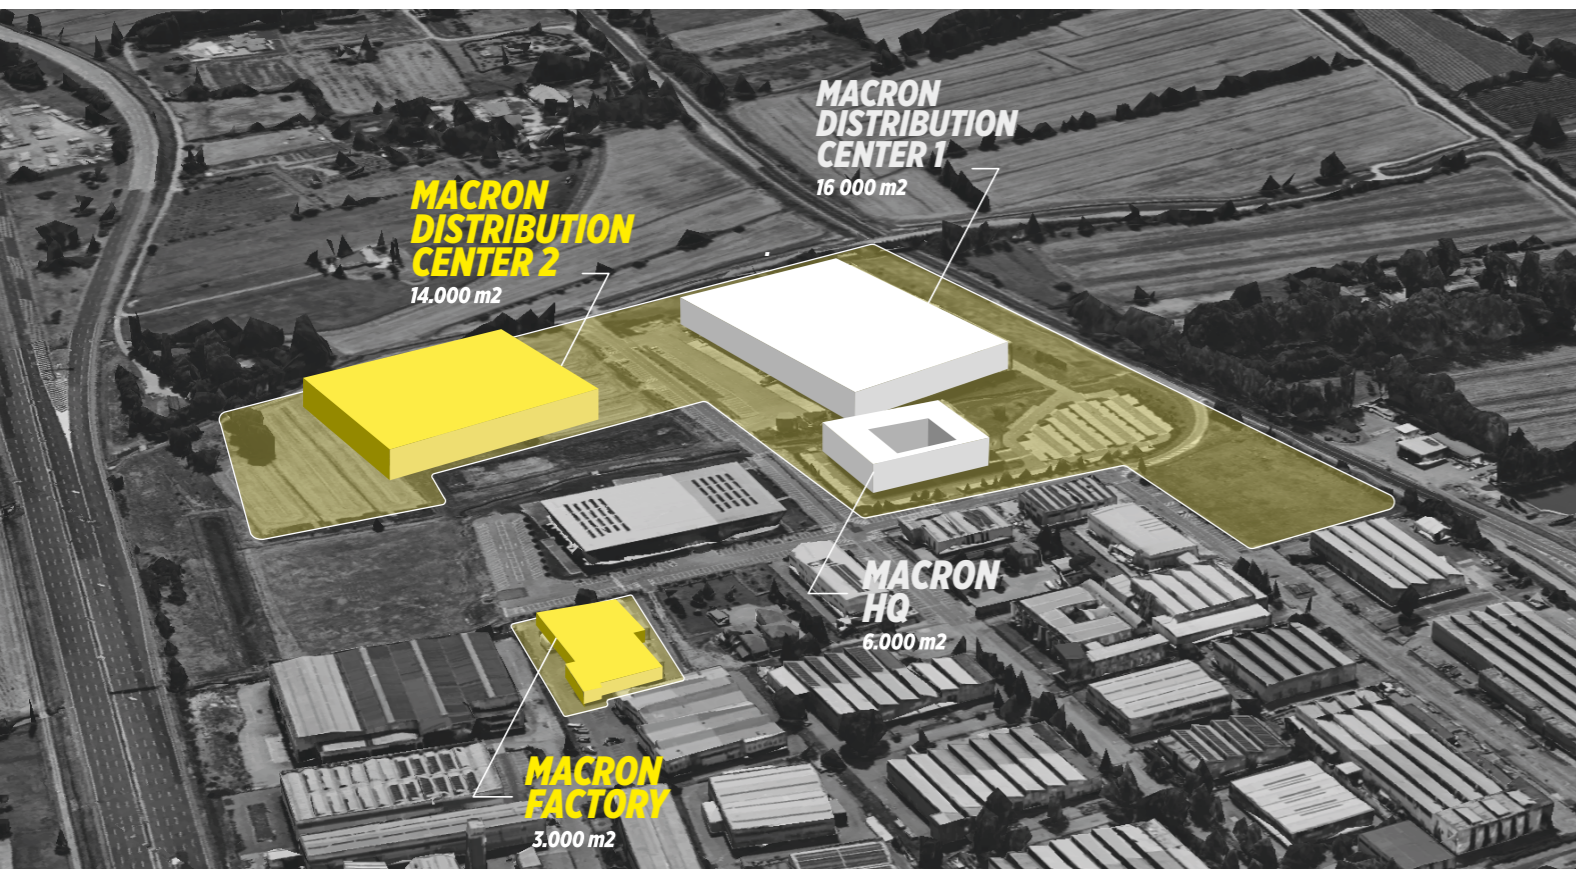 MACRON
DISTRIBUTION
CENTER 1
16 000 m2
MACRON
DISTRIBUTION
CENTER 2
14.000 m2
MACRON
HQ
6.000 m2
MACRON
FACTORY
3.000 m2